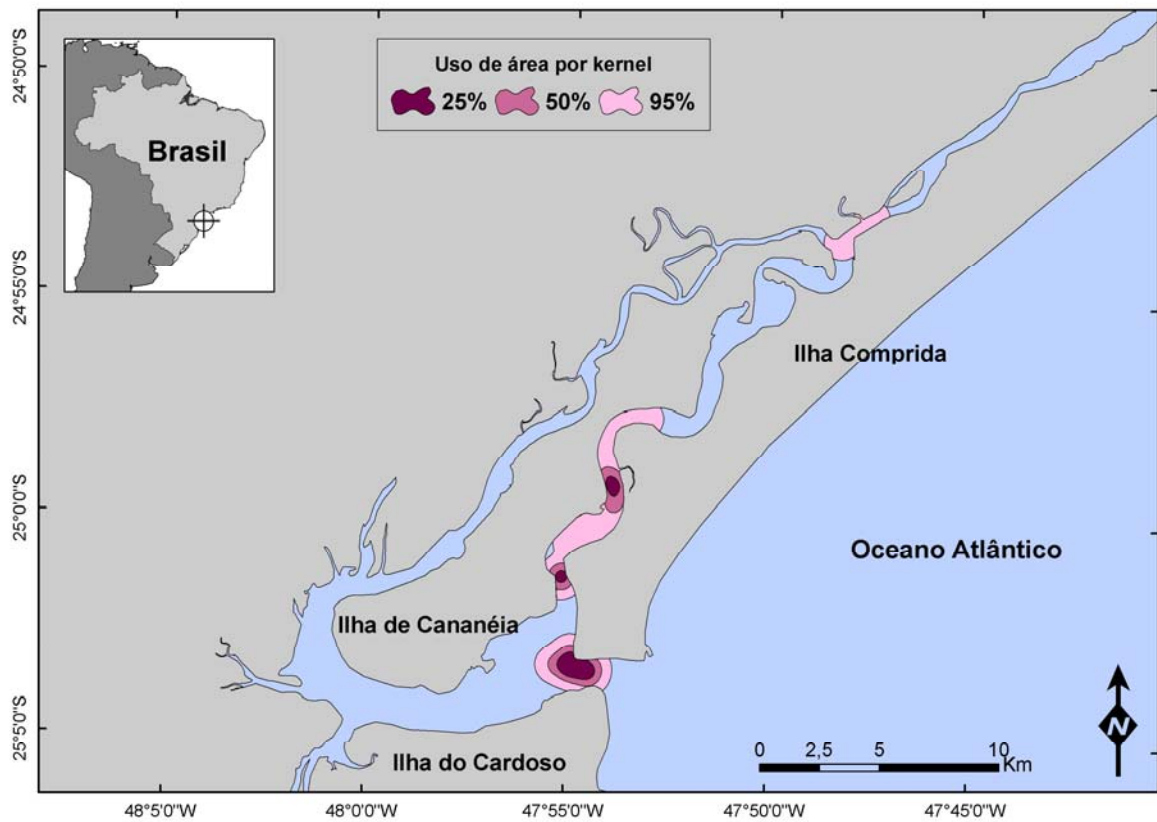 Brasil
Uso de área por kernel
25% 50% 95%
Ilha Comprida
Oceano Atlântico
Ilha de Cananéia
Ilha do Cardoso
0 2,5 5 10
Km
N
24°50'0"S
24°55'0"S
25°0'0"S
25°5'0"S
48°5'0"W 48°0'0"W 47°55'0"W 47°50'0"W 47°45'0"W